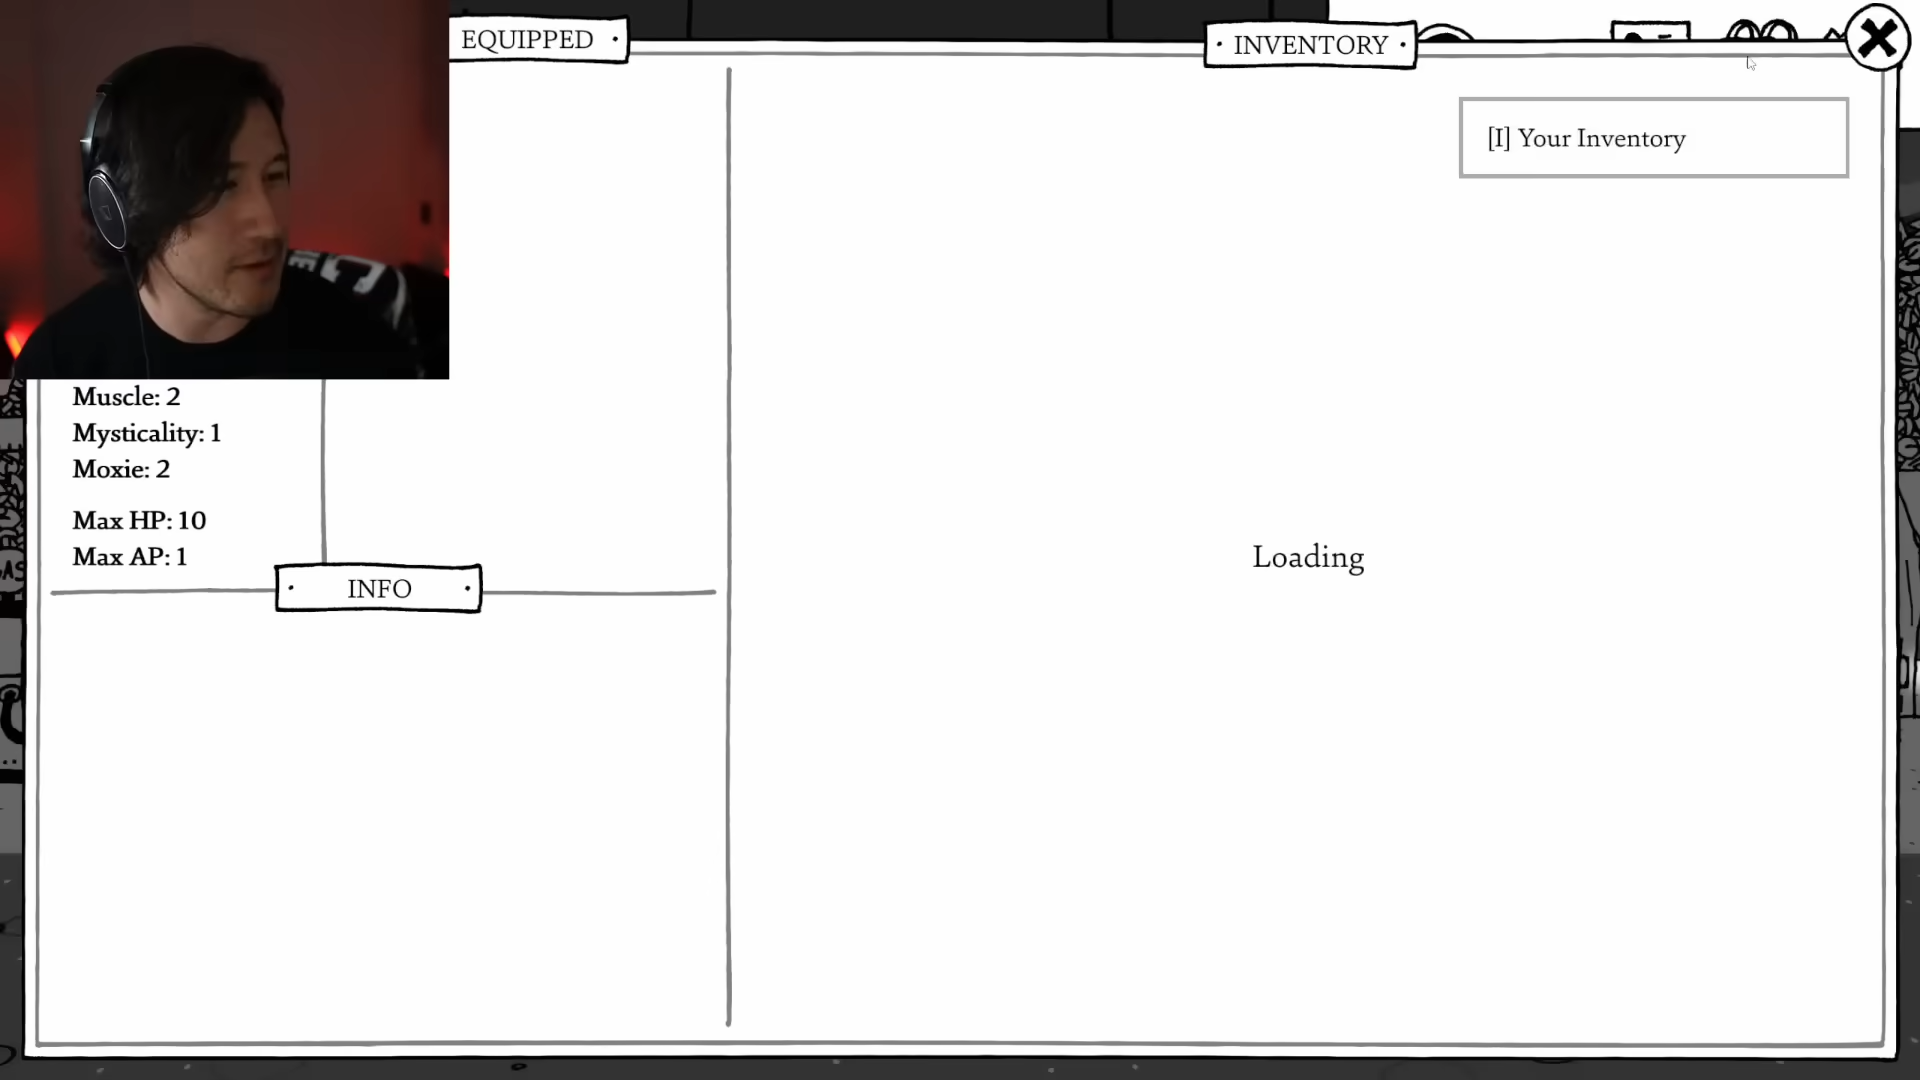 EQUIPPED
INVENTORY
[I] Your Inventory
Muscle: 2
Mysticality: 1
Moxie: 2
Max HP: 10
Max AP: 1
INFO
Loading